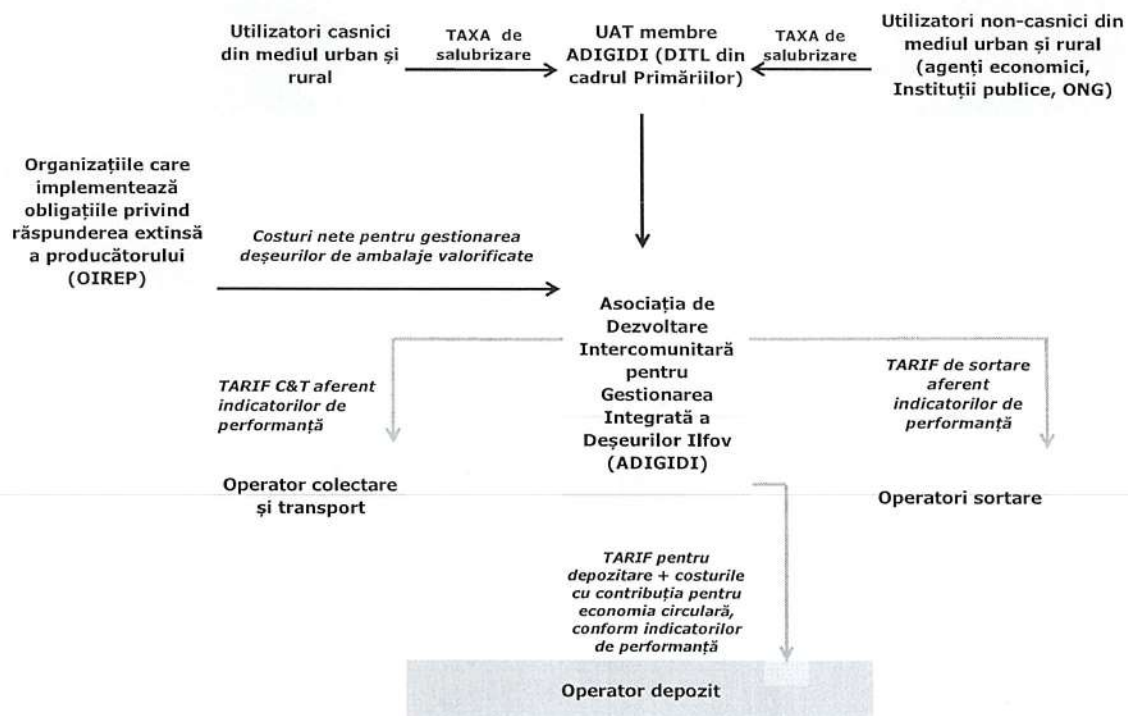 Utilizatori casnici
din mediul urban și
rural
TAXA de
salubrizare
UAT membre
ADIGIDI (DITL din
cadrul Primăriilor)
TAXA de
salubrizare
Utilizatori non-casnici din
mediul urban și rural
(agenți economici,
Instituții publice, ONG)
Organizațiile care
implementează
obligațiile privind
răspunderea extinsă
a producătorului
(OIREP)
Costuri nete pentru gestionarea
deșeurilor de ambalaje valorificate
Asociația de
Dezvoltare
Intercomunitară
pentru
Gestionarea
Integrată a
Deșeurilor Ilfov
(ADIGIDI)
TARIF C&T aferent
indicatorilor de
performanță
TARIF de sortare
aferent
indicatorilor de
performanță
Operator colectare
și transport
Operatori sortare
TARIF pentru
depozitare + costurile
cu contribuția pentru
economia circulară,
conform indicatorilor
de performanță
Operator depozit